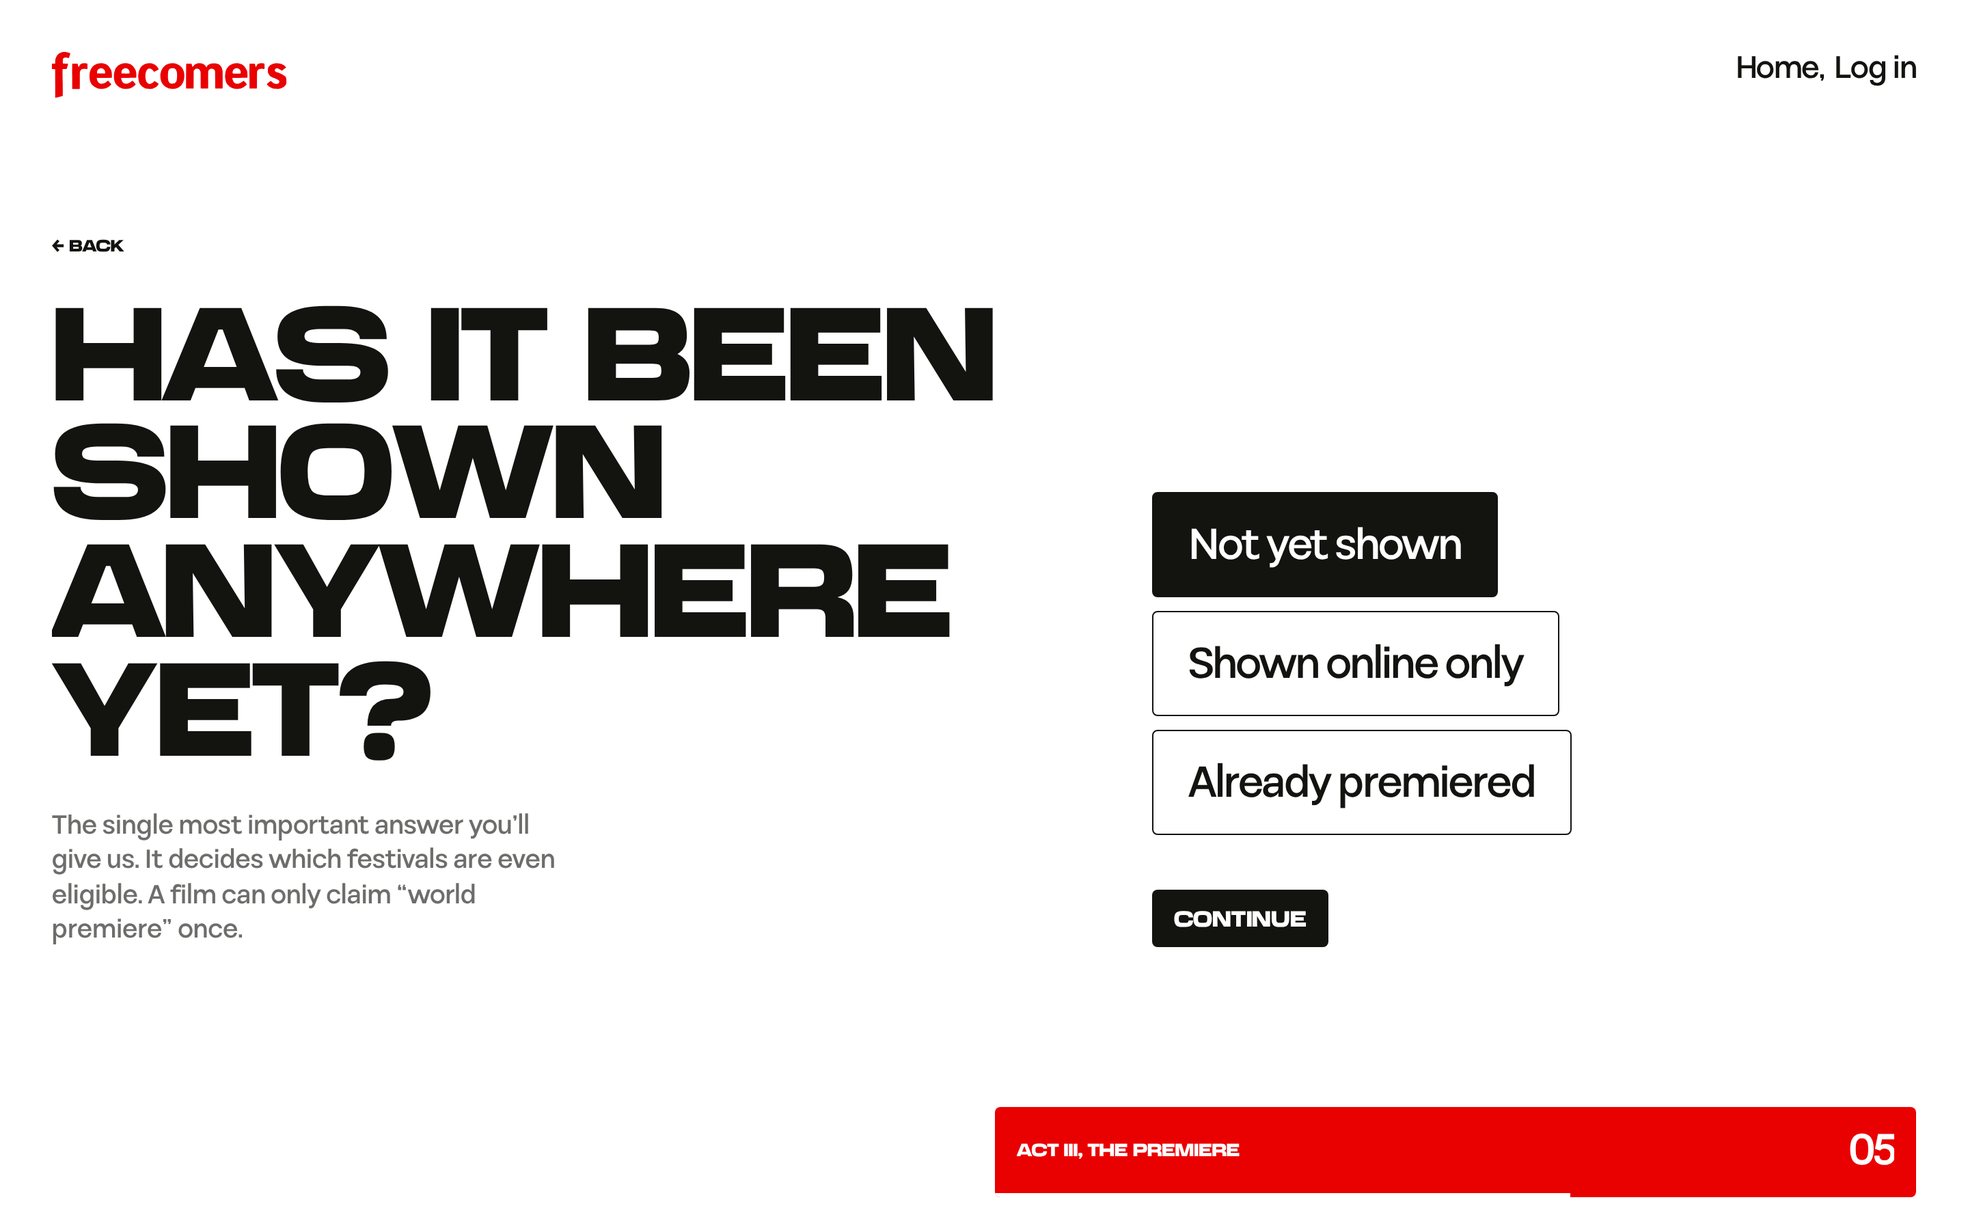 freecomers
Home, Log in
← BACK
HAS IT BEEN
SHOWN
ANYWHERE
YET?
The single most important answer you’ll
give us. It decides which festivals are even
eligible. A film can only claim “world
premiere” once.
Not yet shown
Shown online only
Already premiered
CONTINUE
ACT III, THE PREMIERE
05